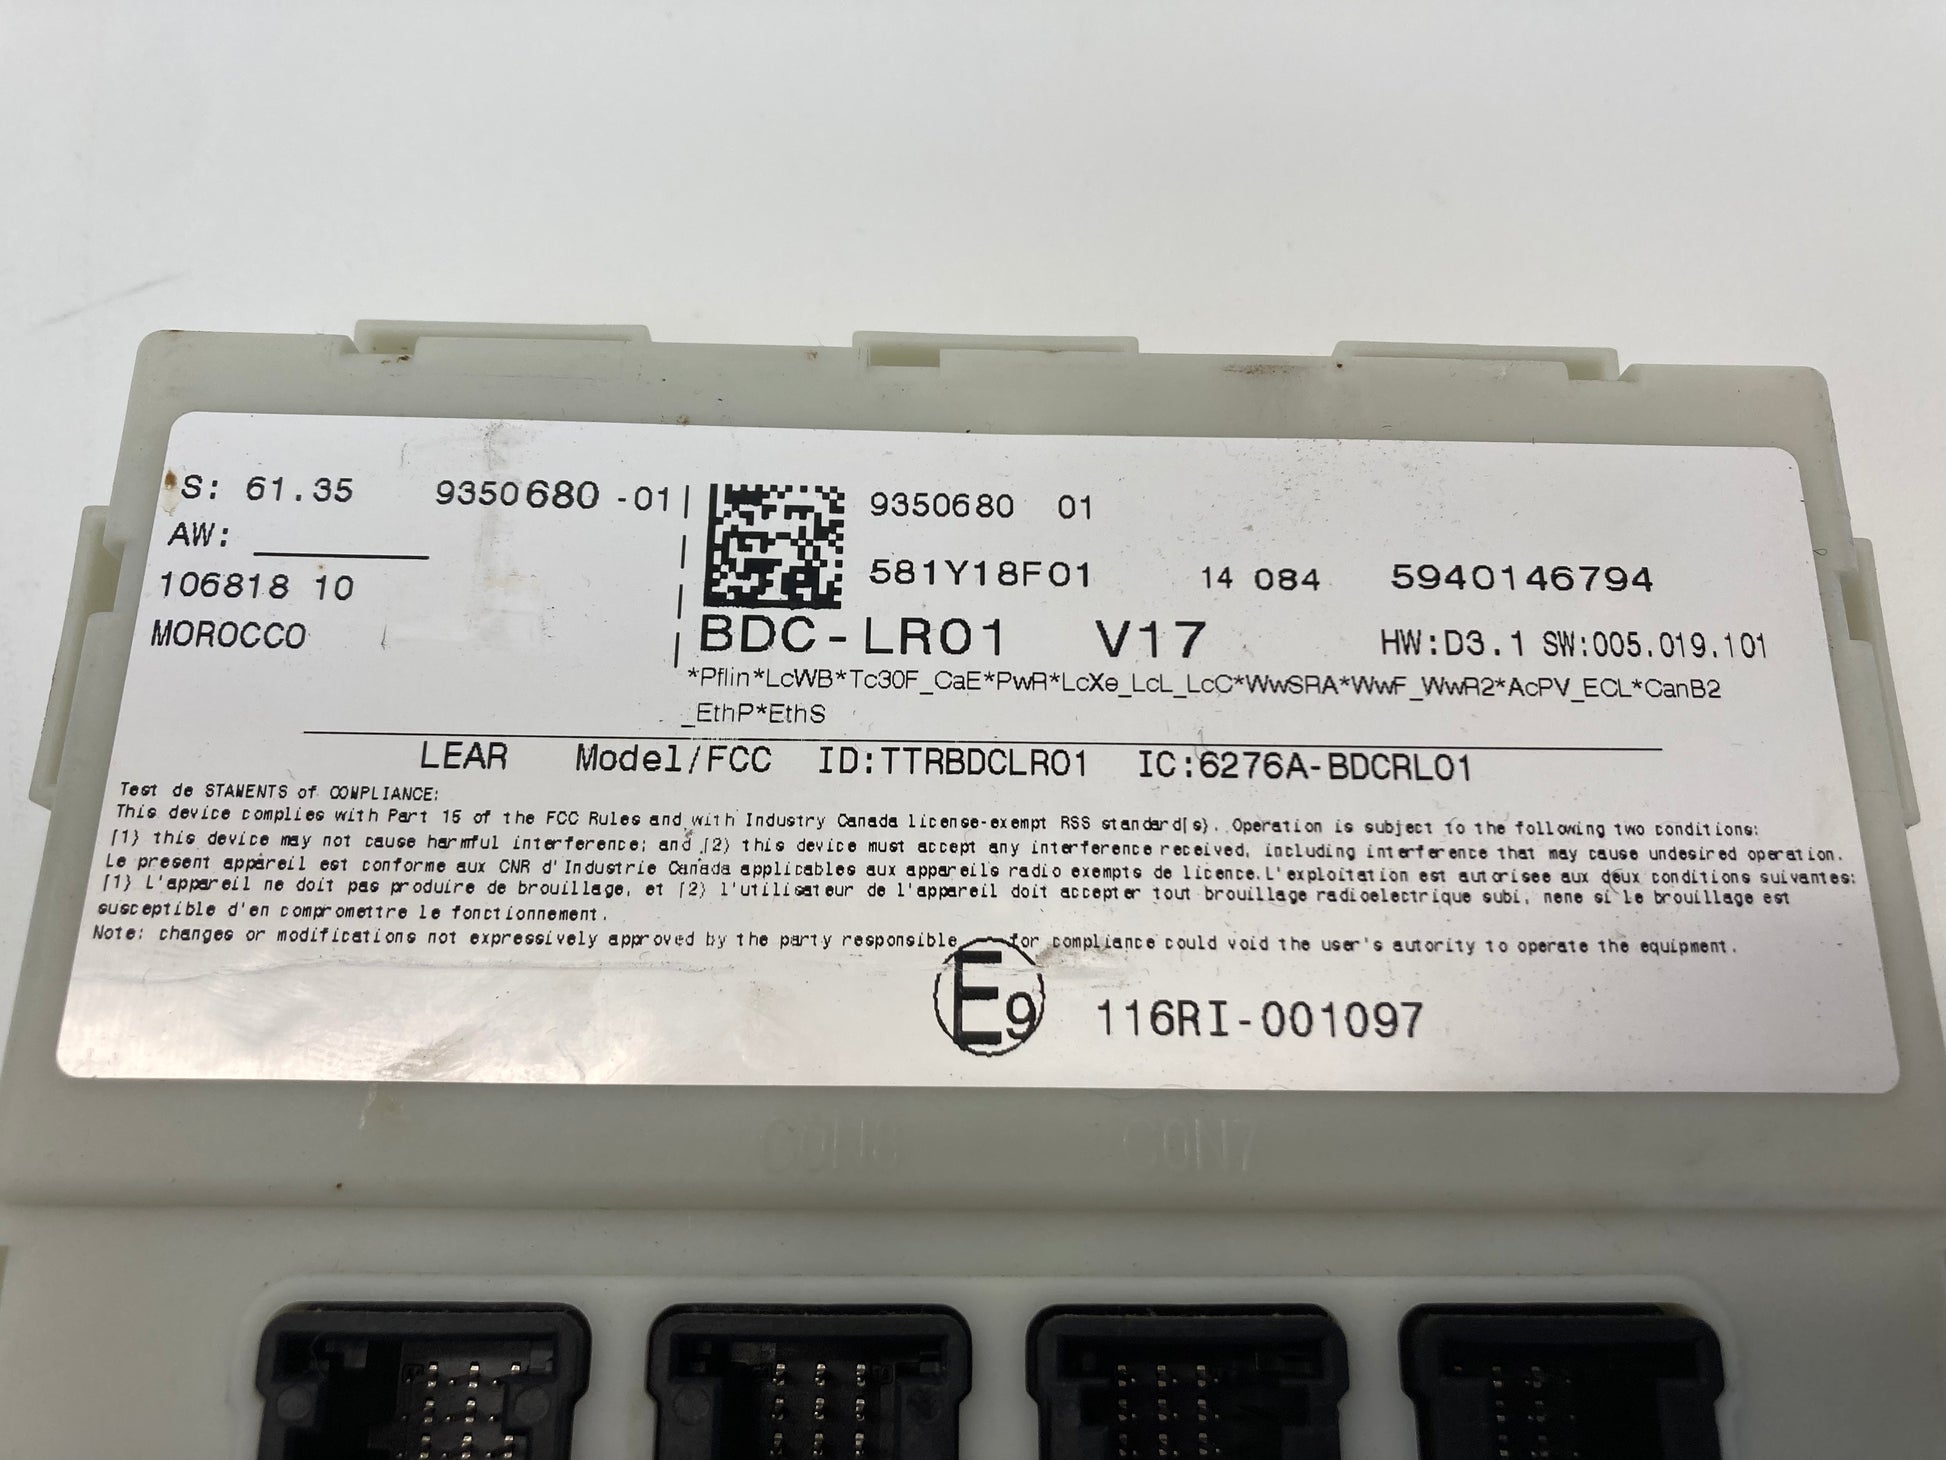 S: 61.35 9350680 -01
AW:
106818 10
MOROCCO
9350680 01
581Y18F01 14 084 5940146794
BDC-LR01 V17 HW:D3.1 SW:005.019.101
*Pflin*LcWB*Tc30F_CaE*PwR*LcXe_LcL_LcC*WwSRA*WwF_WwR2*AcPV_ECL*CanB2
_EthP*EthS
LEAR Model/FCC ID:TTRBDCLR01 IC:6276A-BDCRL01
Test de STAMENTS of COMPLIANCE:
This device complies with Part 15 of the FCC Rules and with Industry Canada license-exempt RSS standard(s). Operation is subject to the following two conditions:
(1) this device may not cause harmful interference; and (2) this device must accept any interference received, including interference that may cause undesired operation.
Le present appareil est conforme aux CNR d'Industrie Canada applicables aux appareils radio exempts de licence.L'exploitation est autorisee aux deux conditions suivantes:
(1) L'appareil ne doit pas produire de brouillage, et (2) l'utilisateur de l'appareil doit accepter tout brouillage radioelectrique subi, nene si le brouillage est
susceptible d'en compromettre le fonctionnement.
Note: changes or modifications not expressively approved by the party responsible for compliance could void the user's autority to operate the equipment.
E9 116RI-001097
CON8 CON7